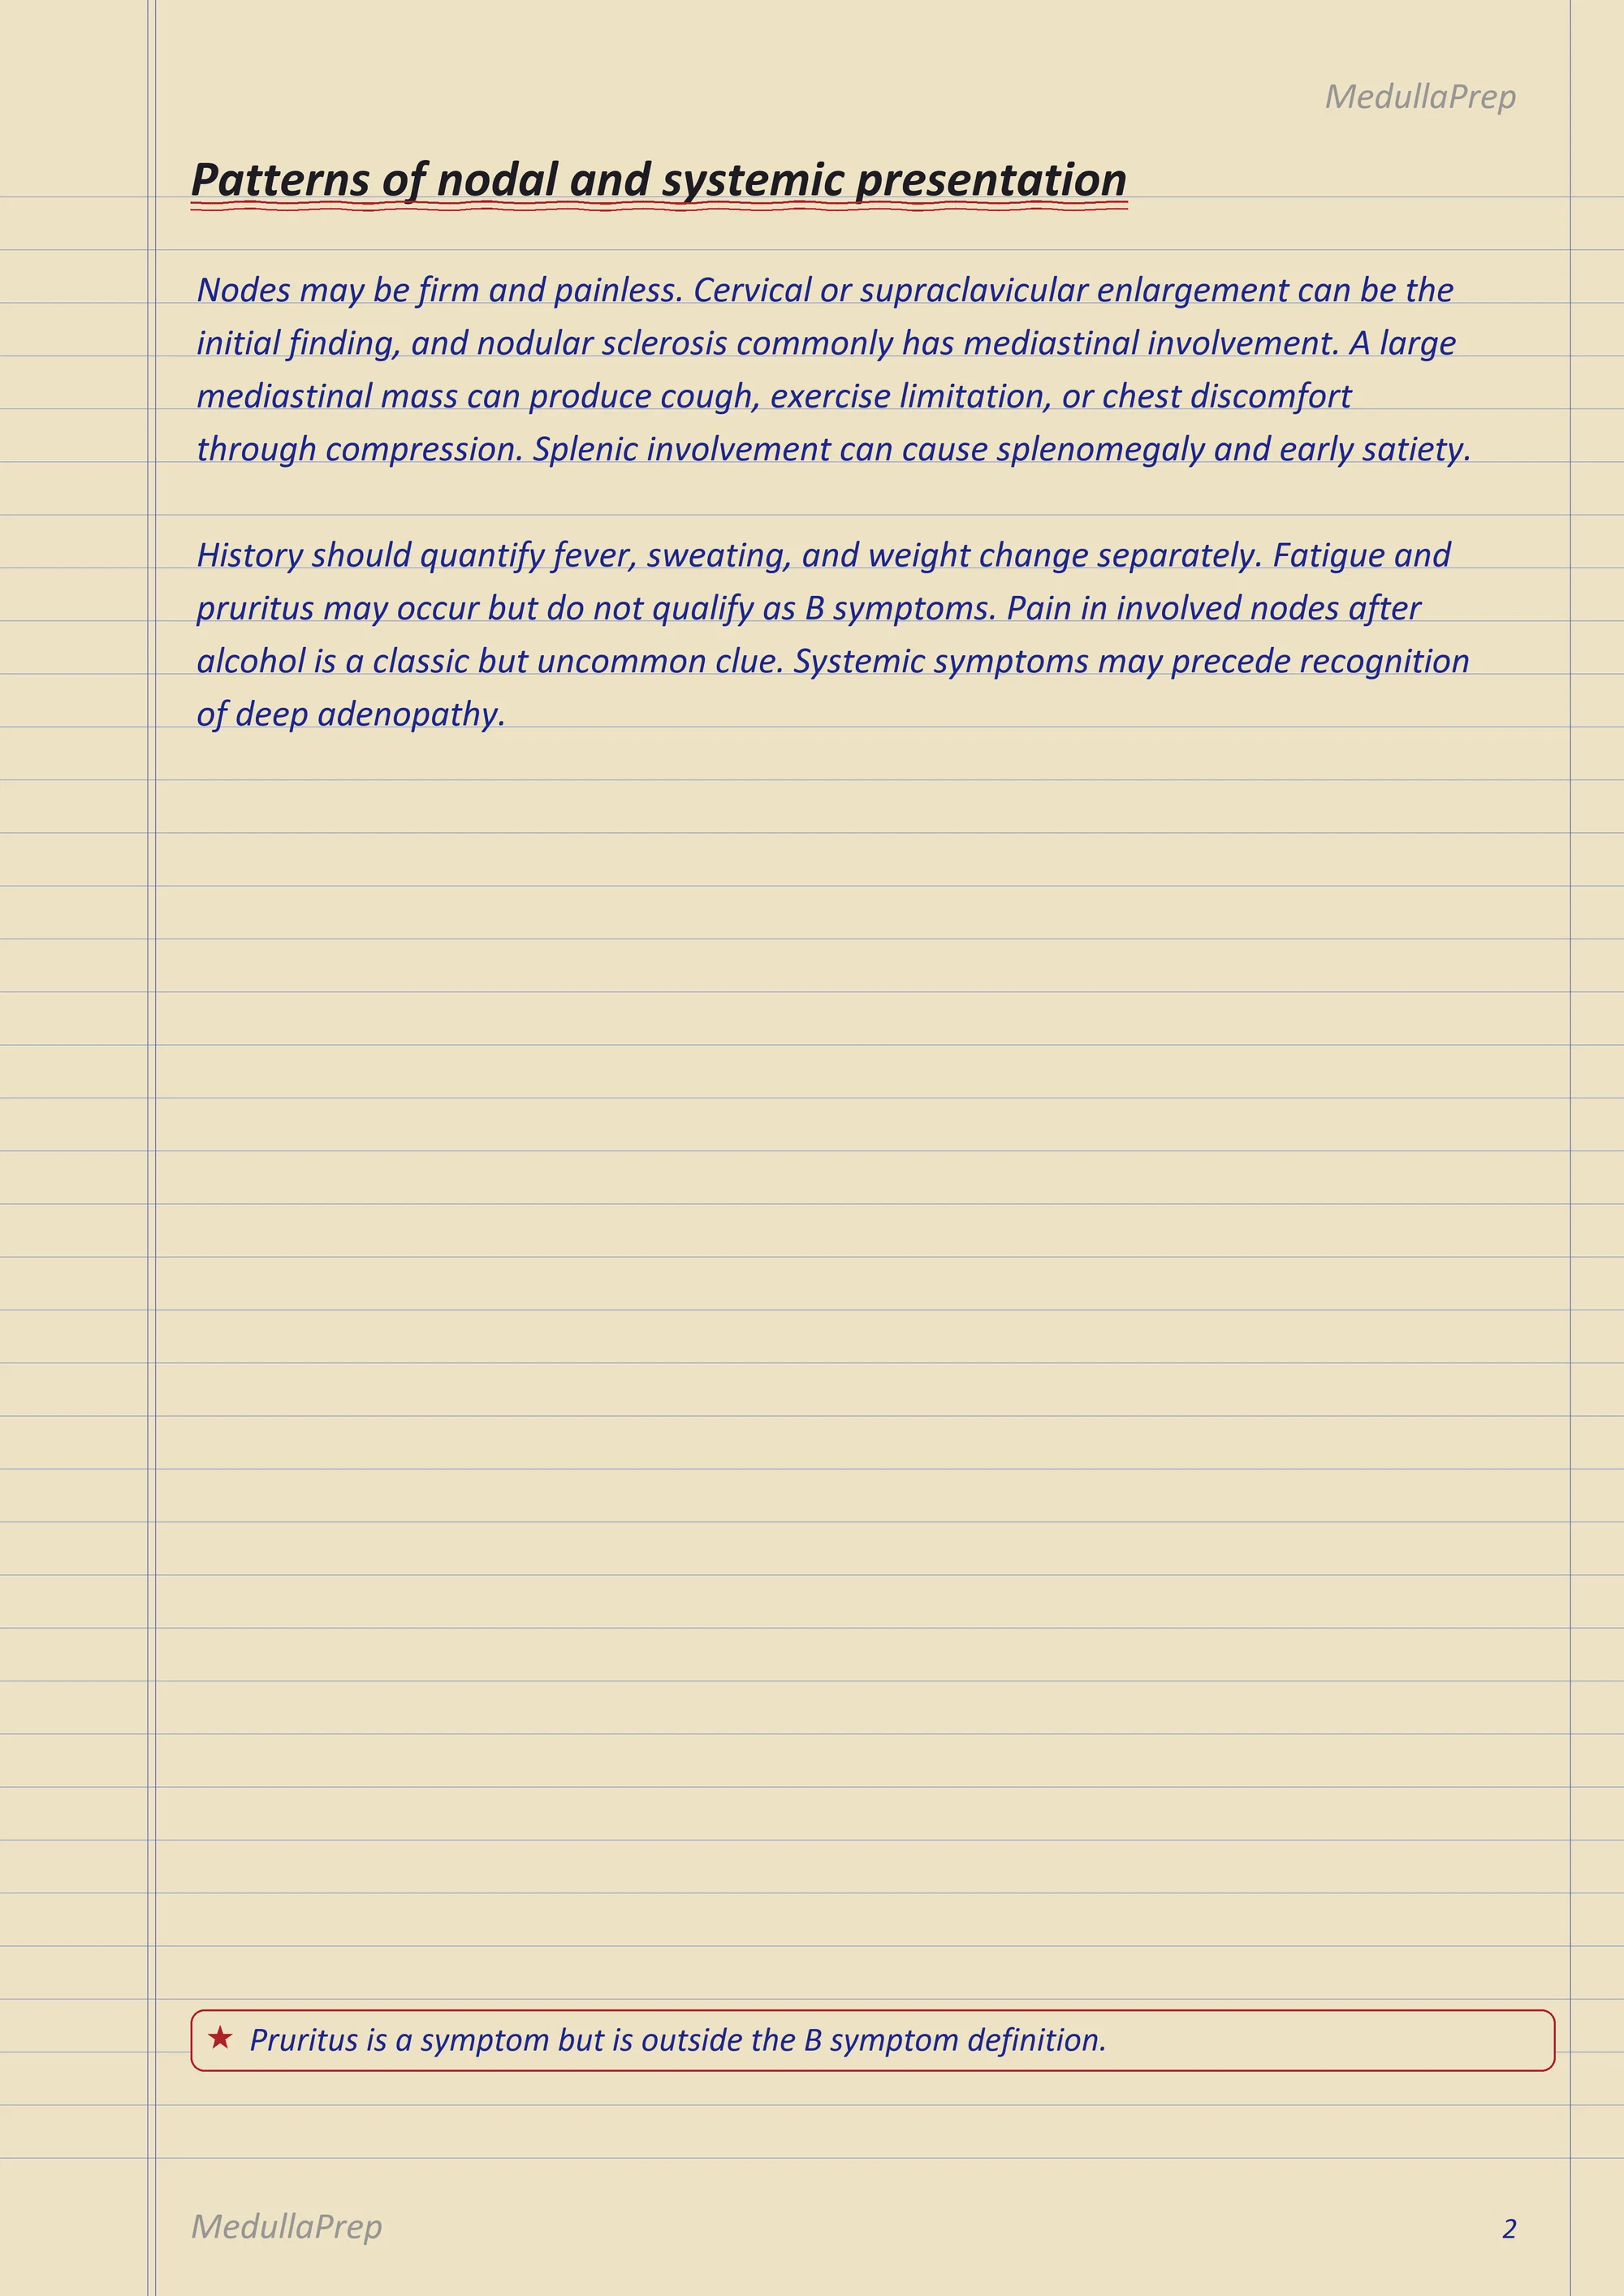 MedullaPrep
Patterns of nodal and systemic presentation
Nodes may be firm and painless. Cervical or supraclavicular enlargement can be the
initial finding, and nodular sclerosis commonly has mediastinal involvement. A large
mediastinal mass can produce cough, exercise limitation, or chest discomfort
through compression. Splenic involvement can cause splenomegaly and early satiety.
History should quantify fever, sweating, and weight change separately. Fatigue and
pruritus may occur but do not qualify as B symptoms. Pain in involved nodes after
alcohol is a classic but uncommon clue. Systemic symptoms may precede recognition
of deep adenopathy.
★ Pruritus is a symptom but is outside the B symptom definition.
MedullaPrep
2